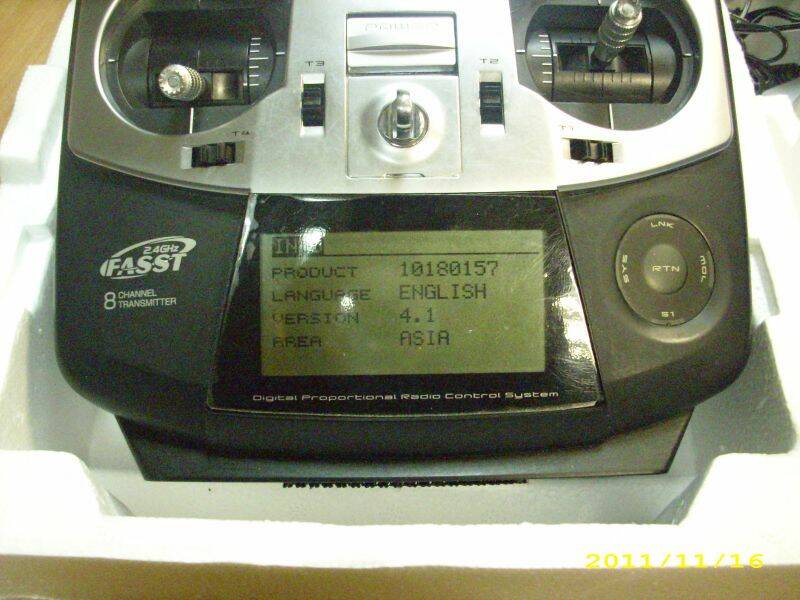 POWER
T3
T2
T4
T1
2.4GHz
FASST
8 CHANNEL
TRANSMITTER
INFO
PRODUCT 10180157
LANGUAGE ENGLISH
VERSION 4.1
AREA ASIA
LNK
SYS
RTN
MDL
S1
Digital Proportional Radio Control System
2011/11/16